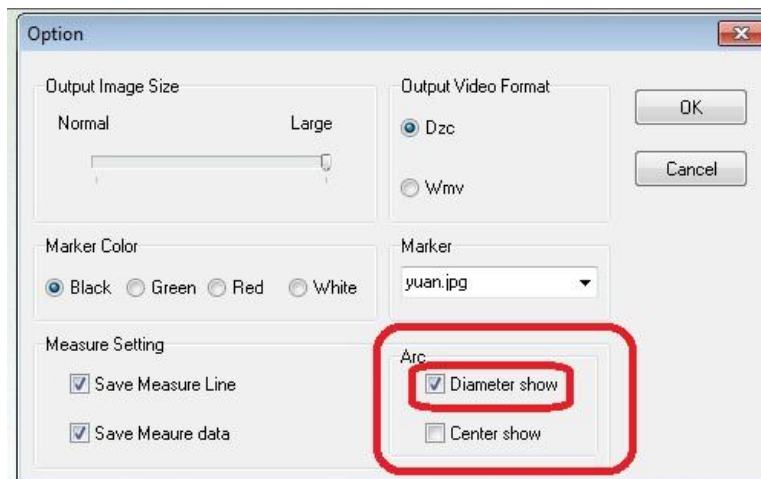 Option
Output Image Size
Normal Large
Output Video Format
Dzc
Wmv
OK
Cancel
Marker Color
Black Green Red White
Marker
yuan.jpg
Measure Setting
Save Measure Line
Save Meaure data
Arc
Diameter show
Center show